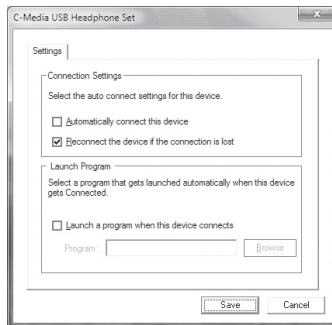 C-Media USB Headphone Set
Settings
Connection Settings
Select the auto connect settings for this device.
Automatically connect this device
Reconnect the device if the connection is lost
Launch Program
Select a program that gets launched automatically when this device
gets Connected.
Launch a program when this device connects
Program :
Browse
Save
Cancel